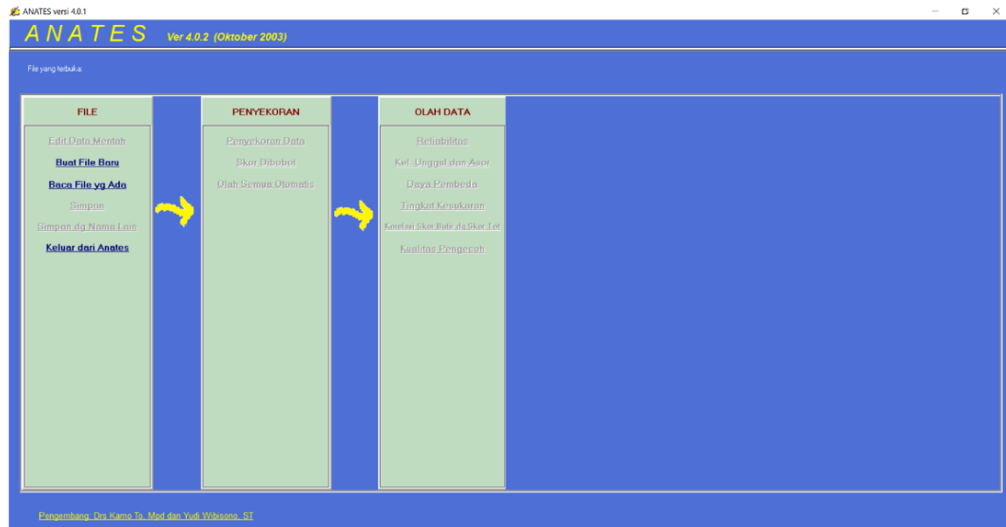 ANATES versi 4.0.1
ANATES Ver 4.0.2 (Oktober 2003)
File yang terbuka:
FILE
Edit Data Mentah
Buat File Baru
Baca File yg Ada
Simpan
Simpan dg Nama Lain
Keluar dari Anates
PENYEKORAN
Penyekoran Data
Skor Dibobot
Olah Semua Otomatis
OLAH DATA
Reliabilitas
Kel. Unggul dan Asor
Daya Pembeda
Tingkat Kesukaran
Korelasi Skor Butir dg Skor Tot
Kualitas Pengecoh
Pengembang: Drs Karno To, Mpd dan Yudi Wibisono, ST